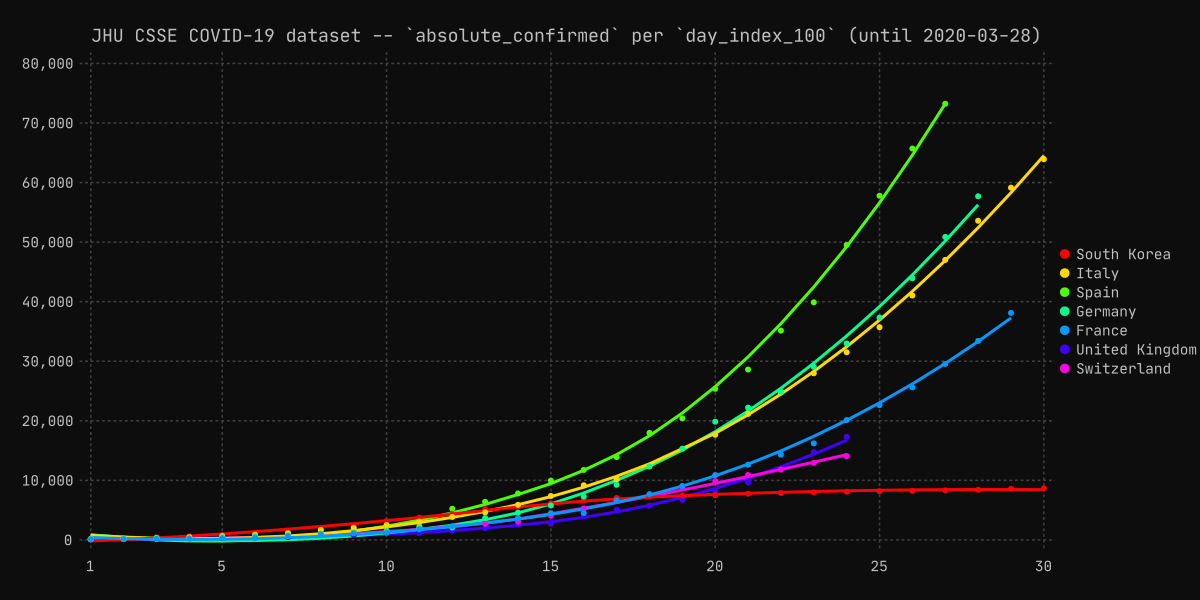 JHU CSSE COVID-19 dataset -- `absolute_confirmed` per `day_index_100` (until 2020-03-28)
80,000
70,000
60,000
50,000
40,000
30,000
20,000
10,000
0
1 5 10 15 20 25 30
South Korea
Italy
Spain
Germany
France
United Kingdom
Switzerland